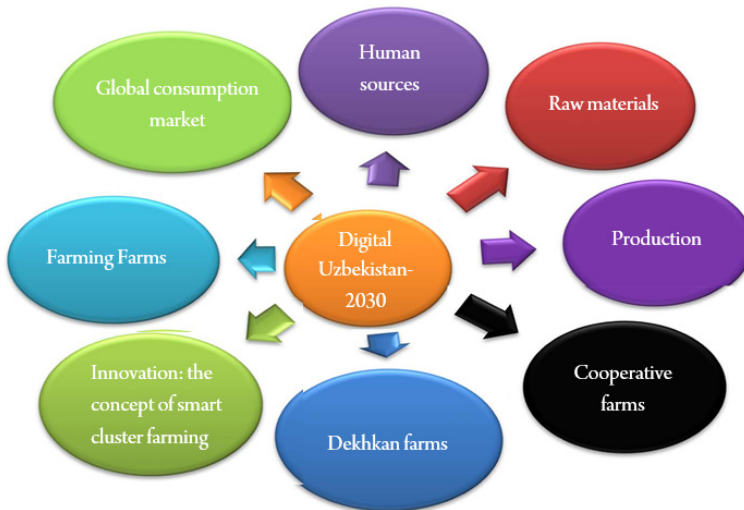 Human
sources
Global consumption
market
Raw materials
Farming Farms
Digital
Uzbekistan-
2030
Production
Innovation: the
concept of smart
cluster farming
Dekhkan farms
Cooperative
farms